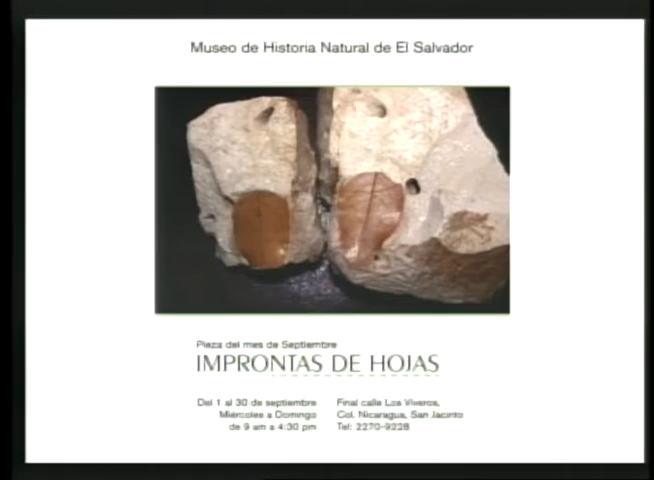 Museo de Historia Natural de El Salvador
Pieza del mes de Septiembre
IMPRONTAS DE HOJAS
Del 1 al 30 de septiembre
Miércoles a Domingo
de 9 am a 4:30 pm
Final calle Los Viveros,
Col. Nicaragua, San Jacinto
Tel: 2270-9228